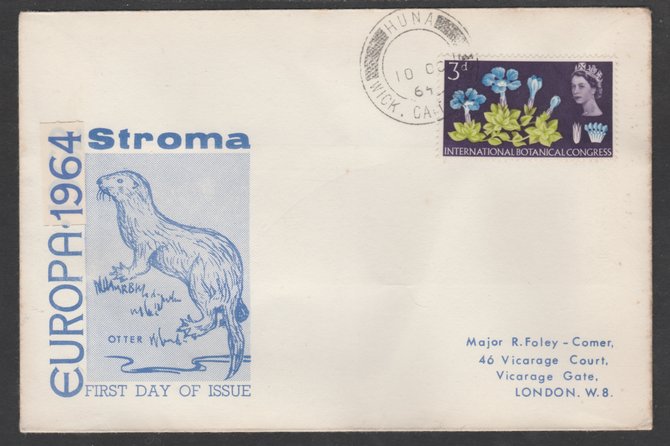 HUNA
10 OC
64
WICK. CA
3d
INTERNATIONAL BOTANICAL CONGRESS
Stroma
EUROPA·1964
OTTER
FIRST DAY OF ISSUE
Major R. Foley - Comer,
46 Vicarage Court,
Vicarage Gate,
LONDON. W. 8.